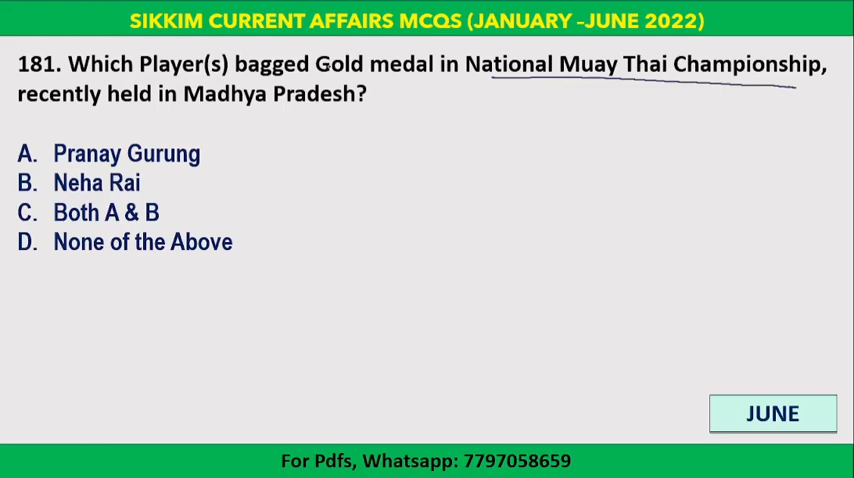 SIKKIM CURRENT AFFAIRS MCQS (JANUARY –JUNE 2022)
181. Which Player(s) bagged Gold medal in National Muay Thai Championship,
recently held in Madhya Pradesh?
A. Pranay Gurung
B. Neha Rai
C. Both A & B
D. None of the Above
JUNE
For Pdfs, Whatsapp: 7797058659